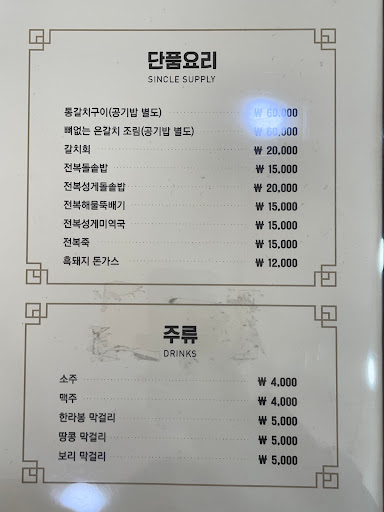 단품요리
SINCLE SUPPLY
통갈치구이(공기밥 별도) ₩ 60,000
뼈없는 은갈치 조림(공기밥 별도) ₩ 60,000
갈치회 ₩ 20,000
전복돌솥밥 ₩ 15,000
전복성게돌솥밥 ₩ 20,000
전복해물뚝배기 ₩ 15,000
전복성게미역국 ₩ 15,000
전복죽 ₩ 15,000
흑돼지 돈가스 ₩ 12,000
주류
DRINKS
소주 ₩ 4,000
맥주 ₩ 4,000
한라봉 막걸리 ₩ 5,000
땅콩 막걸리 ₩ 5,000
보리 막걸리 ₩ 5,000